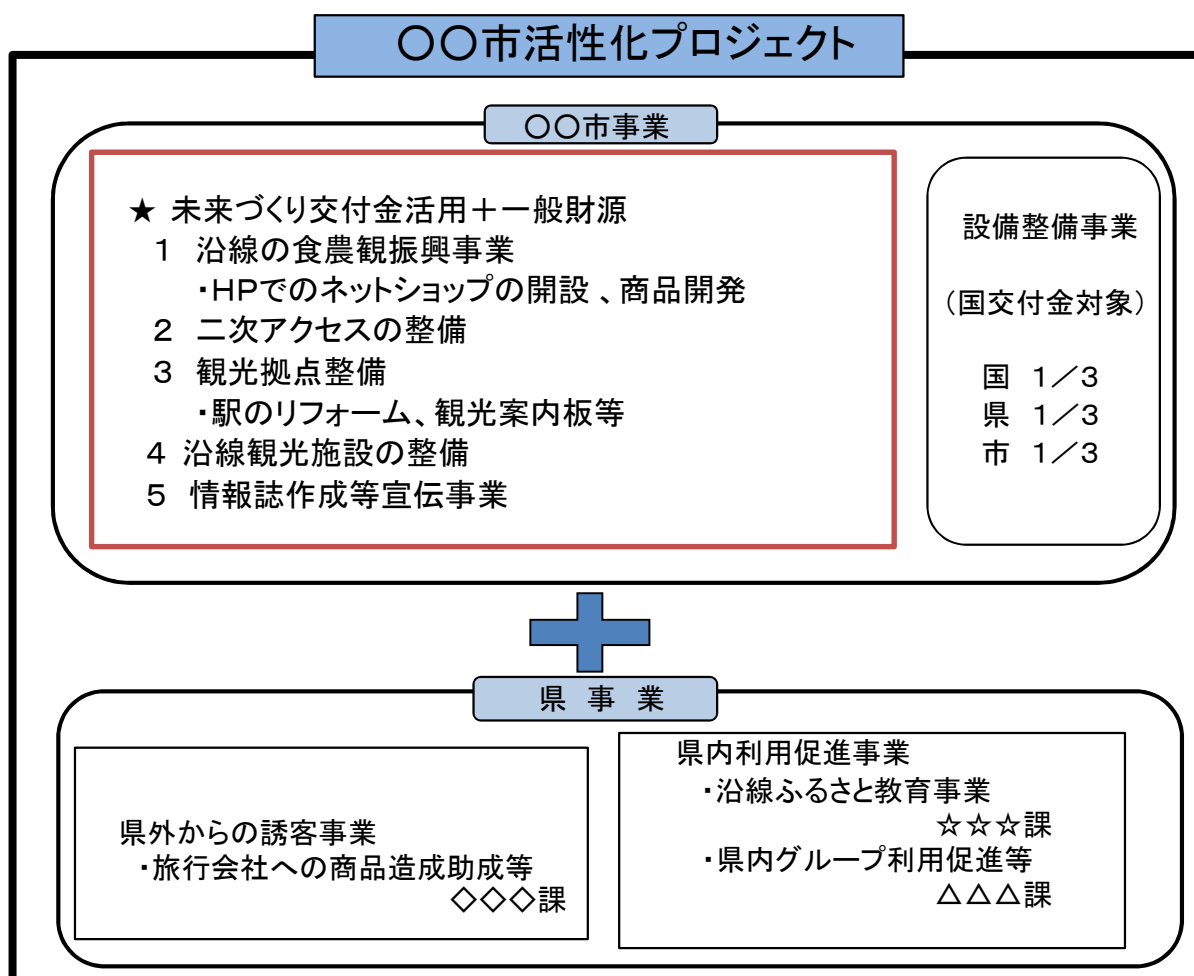 〇〇市活性化プロジェクト
〇〇市事業
★ 未来づくり交付金活用＋一般財源
１ 沿線の食農観振興事業
・HPでのネットショップの開設 、商品開発
２ 二次アクセスの整備
３ 観光拠点整備
・駅のリフォーム、観光案内板等
４ 沿線観光施設の整備
５ 情報誌作成等宣伝事業
設備整備事業
（国交付金対象）
国 １／３
県 １／３
市 １／３
県 事 業
県外からの誘客事業
・旅行会社への商品造成助成等
◇◇◇課
県内利用促進事業
・沿線ふるさと教育事業
☆☆☆課
・県内グループ利用促進等
△△△課